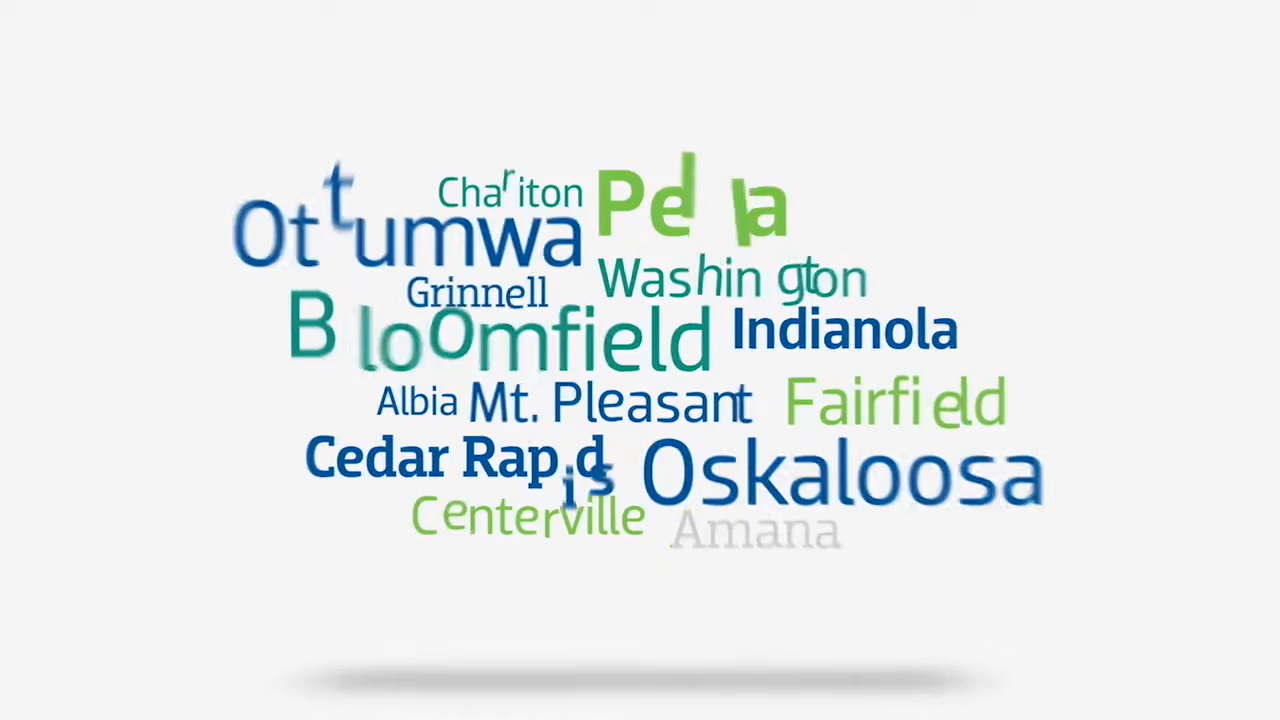 Chariton Pella
Ottumwa
Washington
Grinnell
Bloomfield Indianola
Albia Mt. Pleasant Fairfield
Cedar Rapids Oskaloosa
Centerville Amana